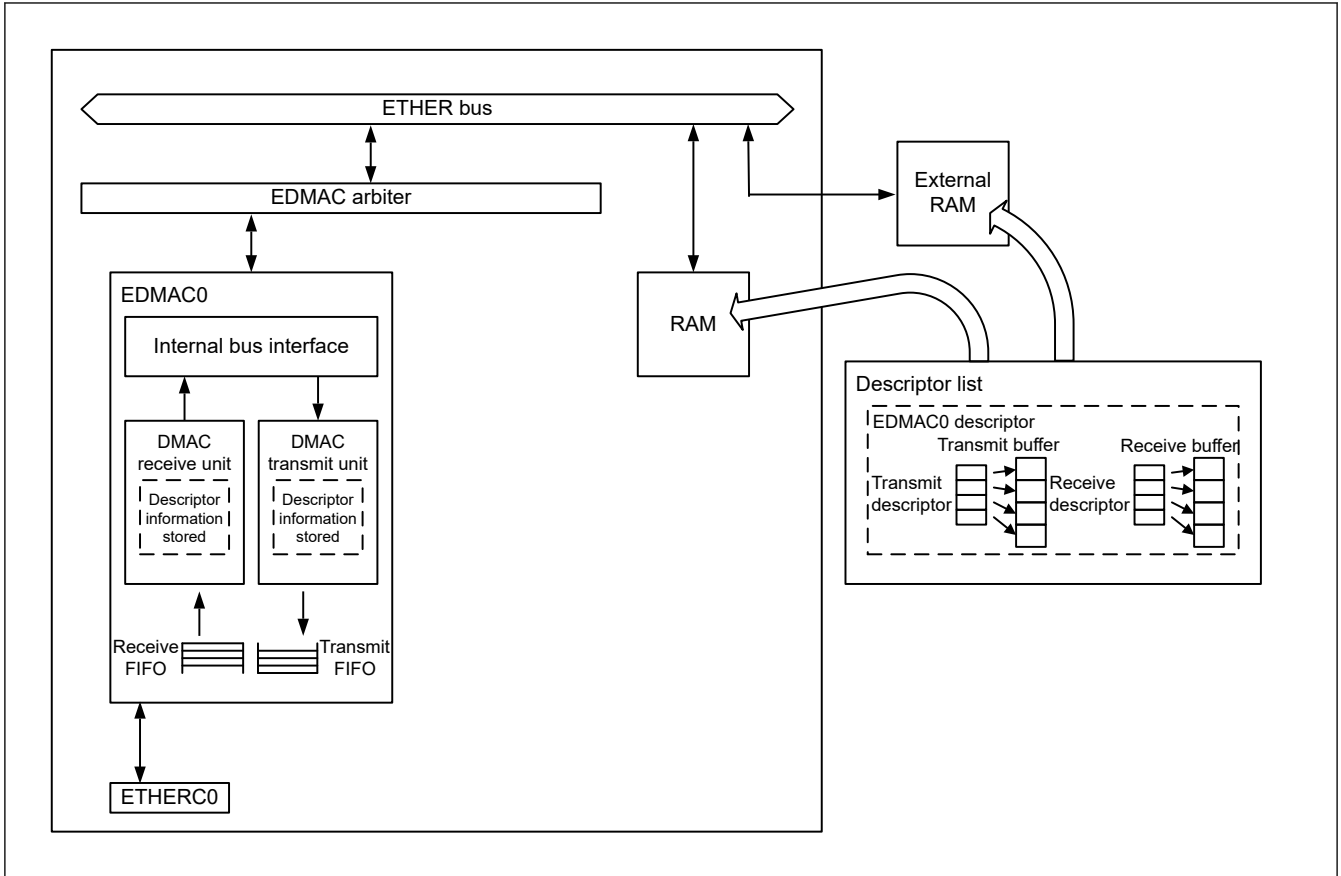 ETHER bus
EDMAC arbiter
External
RAM
EDMAC0
Internal bus interface
RAM
DMAC
receive unit
Descriptor
information
stored
DMAC
transmit unit
Descriptor
information
stored
Receive
FIFO
Transmit
FIFO
ETHERC0
Descriptor list
EDMAC0 descriptor
Transmit buffer
Receive buffer
Transmit
descriptor
Receive
descriptor